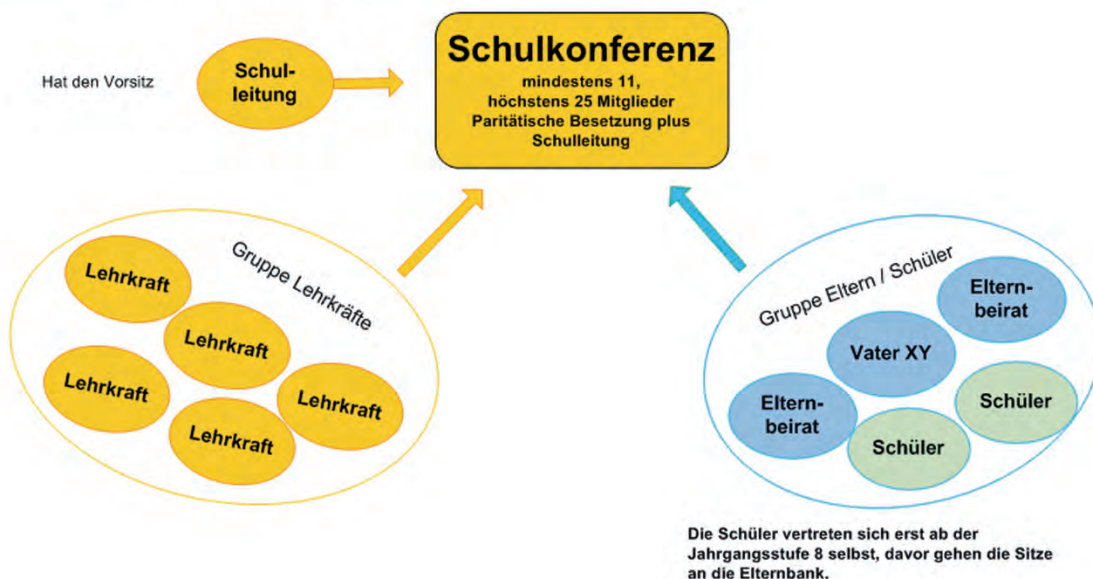 Hat den Vorsitz
Schul-
leitung
Schulkonferenz
mindestens 11,
höchstens 25 Mitglieder
Paritätische Besetzung plus
Schulleitung
Gruppe Lehrkräfte
Lehrkraft
Lehrkraft
Lehrkraft
Lehrkraft
Lehrkraft
Gruppe Eltern / Schüler
Eltern-
beirat
Vater XY
Eltern-
beirat
Schüler
Schüler
Die Schüler vertreten sich erst ab der
Jahrgangsstufe 8 selbst, davor gehen die Sitze
an die Elternbank.